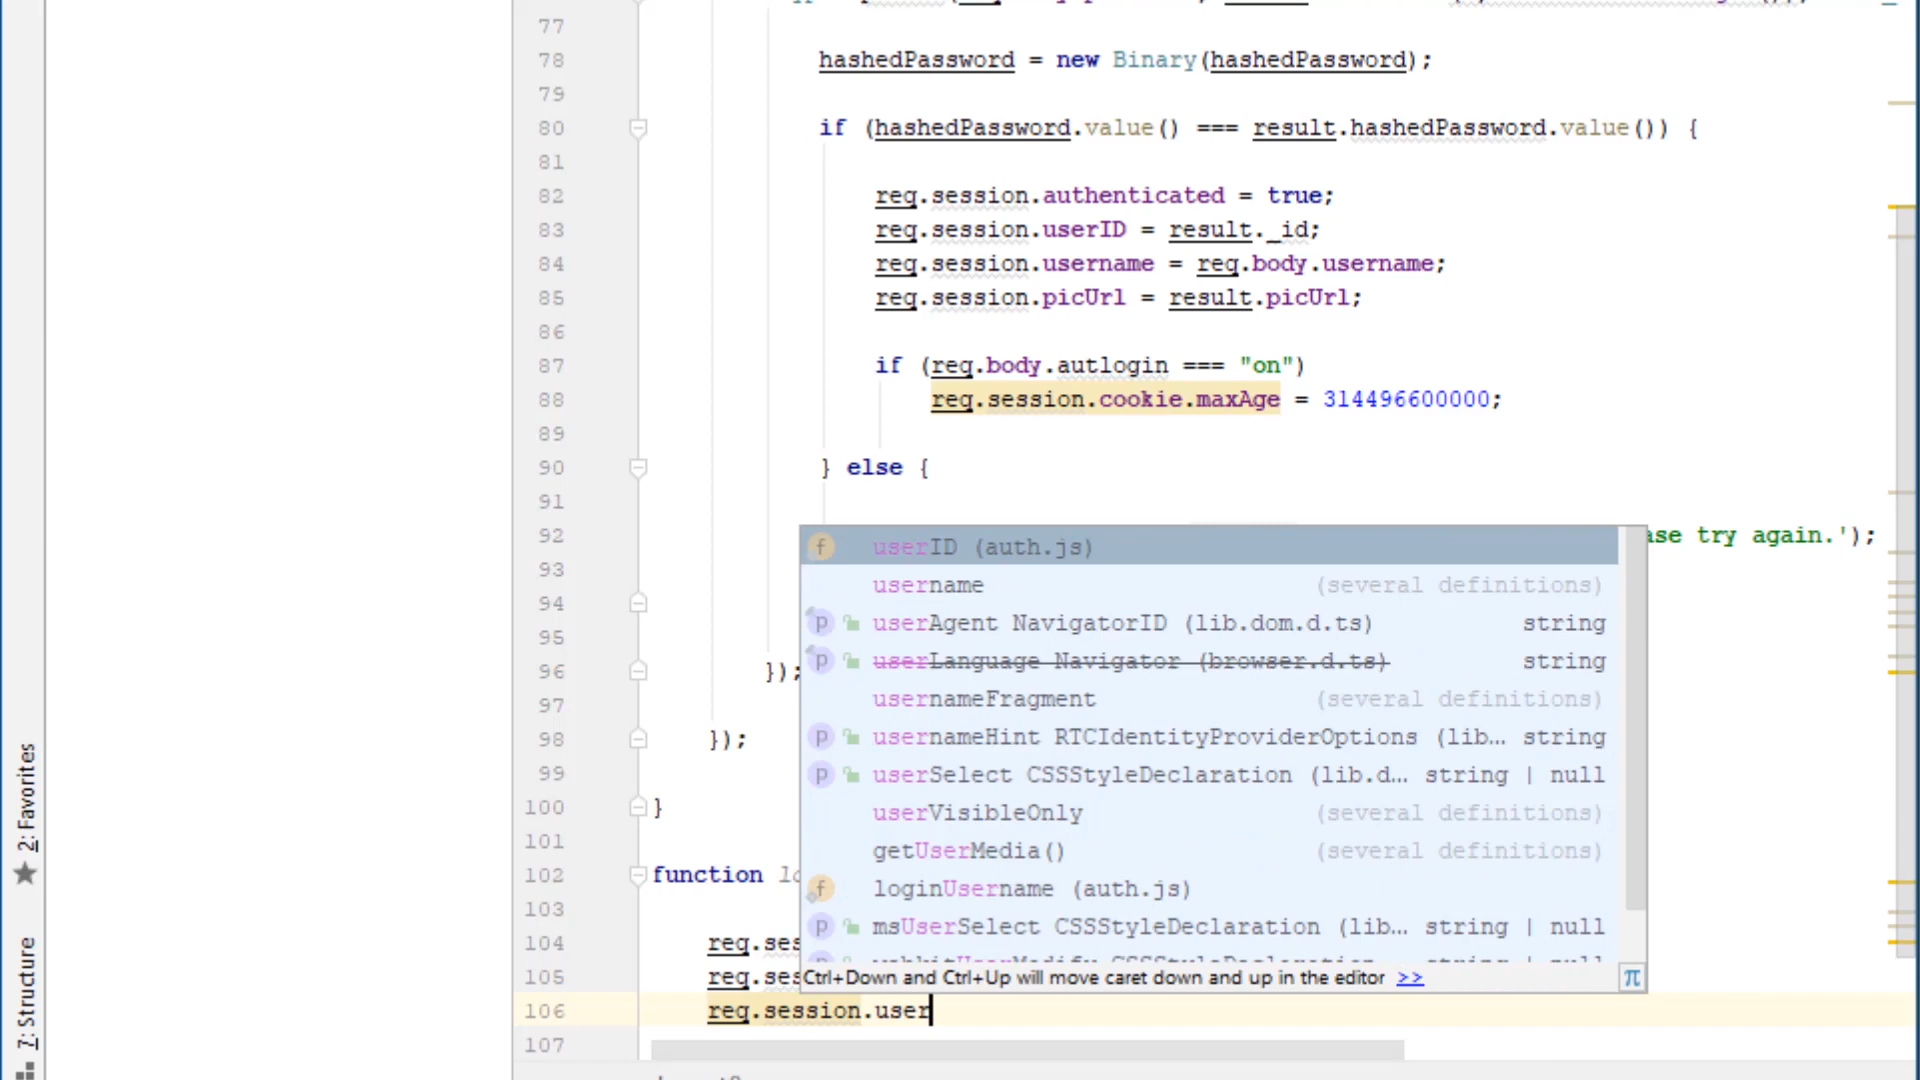 77
78 hashedPassword = new Binary(hashedPassword);
79
80 if (hashedPassword.value() === result.hashedPassword.value()) {
81
82 req.session.authenticated = true;
83 req.session.userID = result._id;
84 req.session.username = req.body.username;
85 req.session.picUrl = result.picUrl;
86
87 if (req.body.autlogin === "on")
88 req.session.cookie.maxAge = 314496600000;
89
90 } else {
91
92 ase try again.');
93
94
95
96 });
97
98 });
99
100 }
101
102 function lo
103
104 req.ses
105 req.ses
106 req.session.user
107
userID (auth.js)
username (several definitions)
userAgent NavigatorID (lib.dom.d.ts) string
userLanguage Navigator (browser.d.ts) string
usernameFragment (several definitions)
usernameHint RTCIdentityProviderOptions (lib… string
userSelect CSSStyleDeclaration (lib.d… string | null
userVisibleOnly (several definitions)
getUserMedia() (several definitions)
loginUsername (auth.js)
msUserSelect CSSStyleDeclaration (lib… string | null
Ctrl+Down and Ctrl+Up will move caret down and up in the editor >> π
2: Favorites
7: Structure